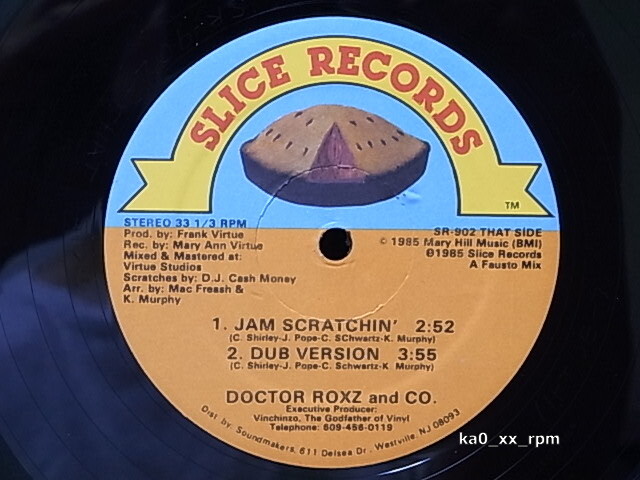 SLICE RECORDS
TM
STEREO 33 1/3 RPM
Prod. by: Frank Virtue
Rec. by: Mary Ann Virtue
Mixed & Mastered at:
Virtue Studios
Scratches by: D.J. Cash Money
Arr. by: Mac Freash &
K. Murphy
SR-902 THAT SIDE
© 1985 Mary Hill Music (BMI)
℗1985 Slice Records
A Fausto Mix
1. JAM SCRATCHIN' 2:52
(C. Shirley-J. Pope-C. SChwartz-K. Murphy)
2. DUB VERSION 3:55
(C. Shirley-J. Pope-C. SChwartz-K. Murphy)
DOCTOR ROXZ and CO.
Executive Producer:
Vinchinzo, The Godfather of Vinyl
Telephone: 609-456-0119
Dist. by: Soundmakers, 611 Delsea Dr., Westville, NJ 08093
ka0_xx_rpm